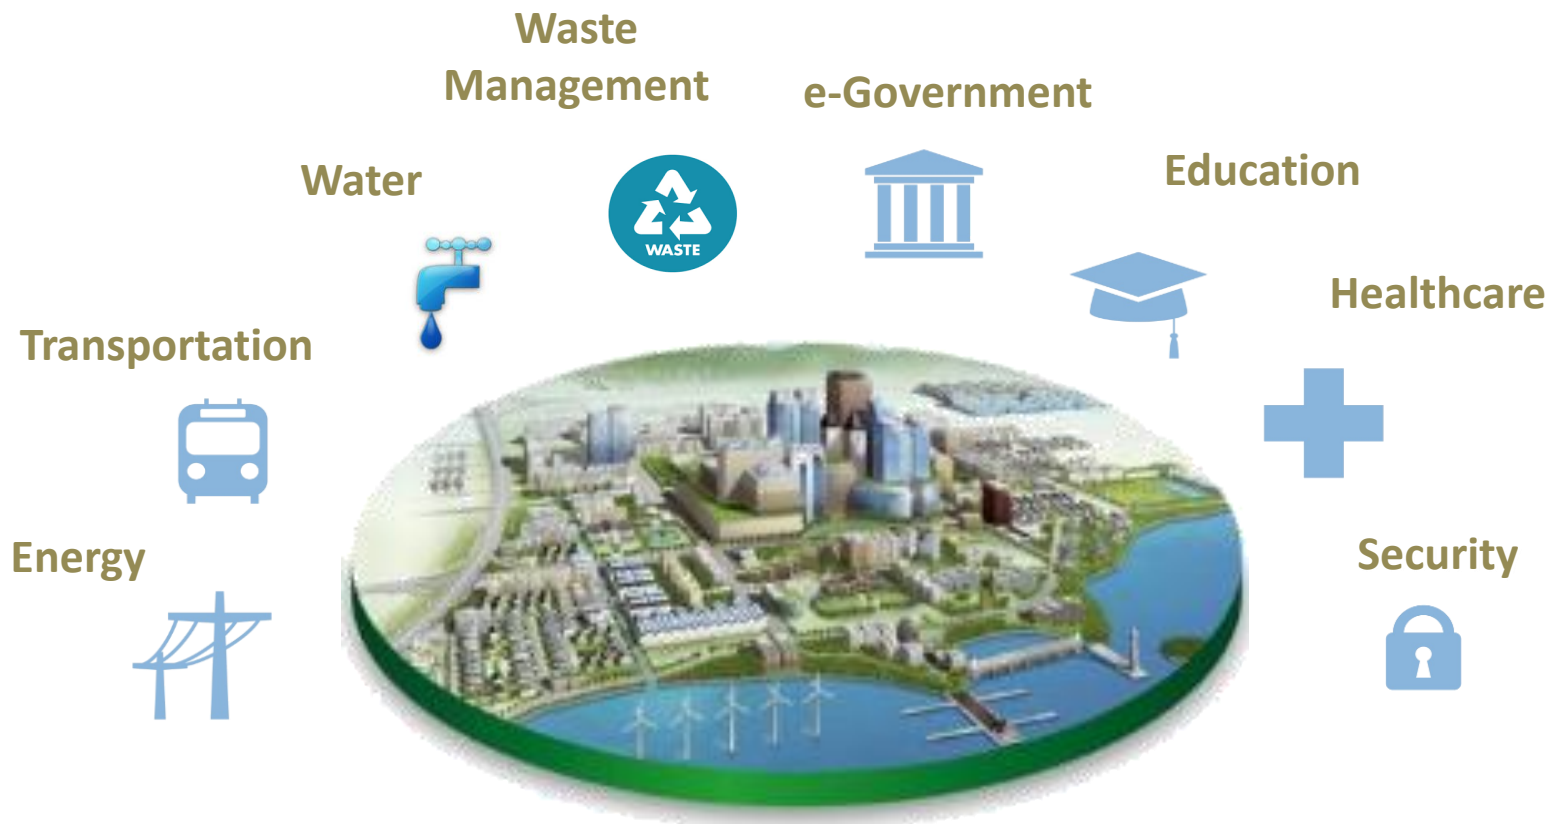 Waste
Management
e-Government
Water
Education
WASTE
Healthcare
Transportation
Energy
Security